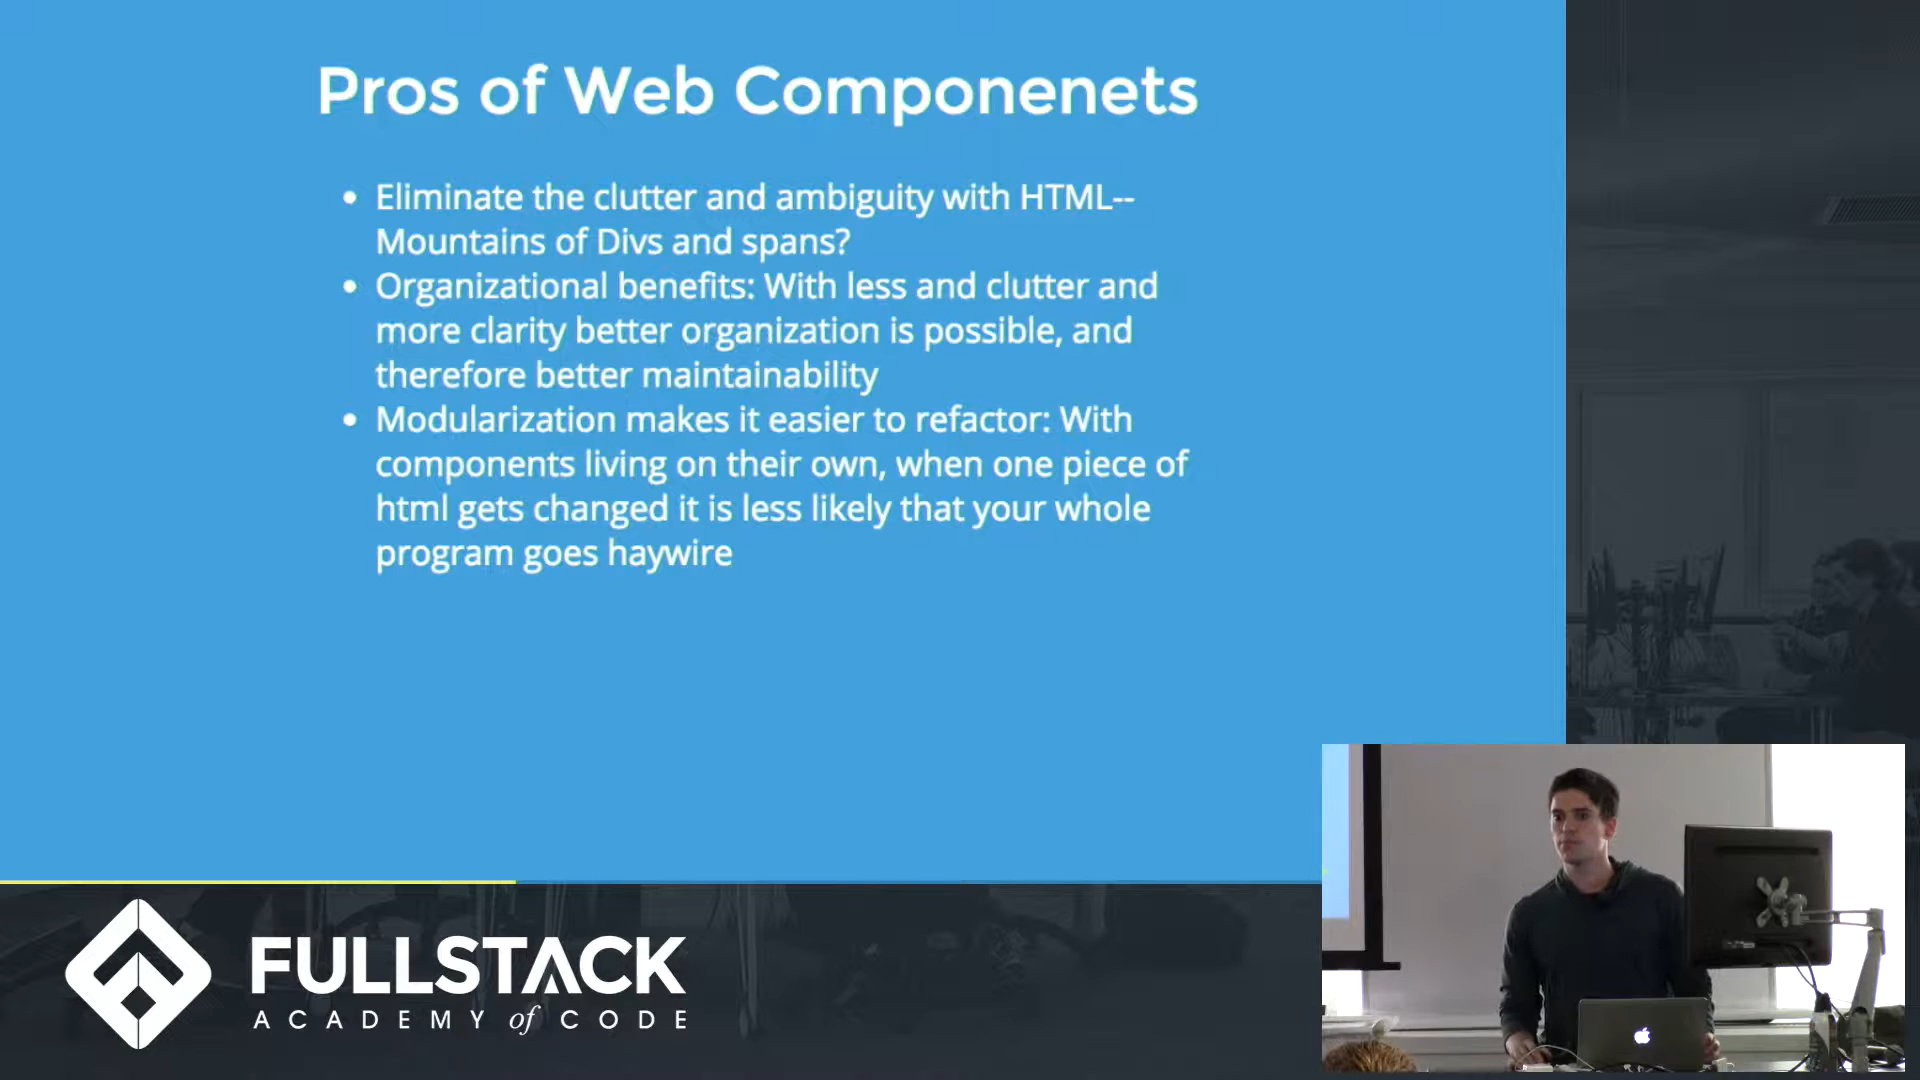 Pros of Web Componenets
• Eliminate the clutter and ambiguity with HTML--
Mountains of Divs and spans?
• Organizational benefits: With less and clutter and
more clarity better organization is possible, and
therefore better maintainability
• Modularization makes it easier to refactor: With
components living on their own, when one piece of
html gets changed it is less likely that your whole
program goes haywire
FULLSTACK
ACADEMY of CODE